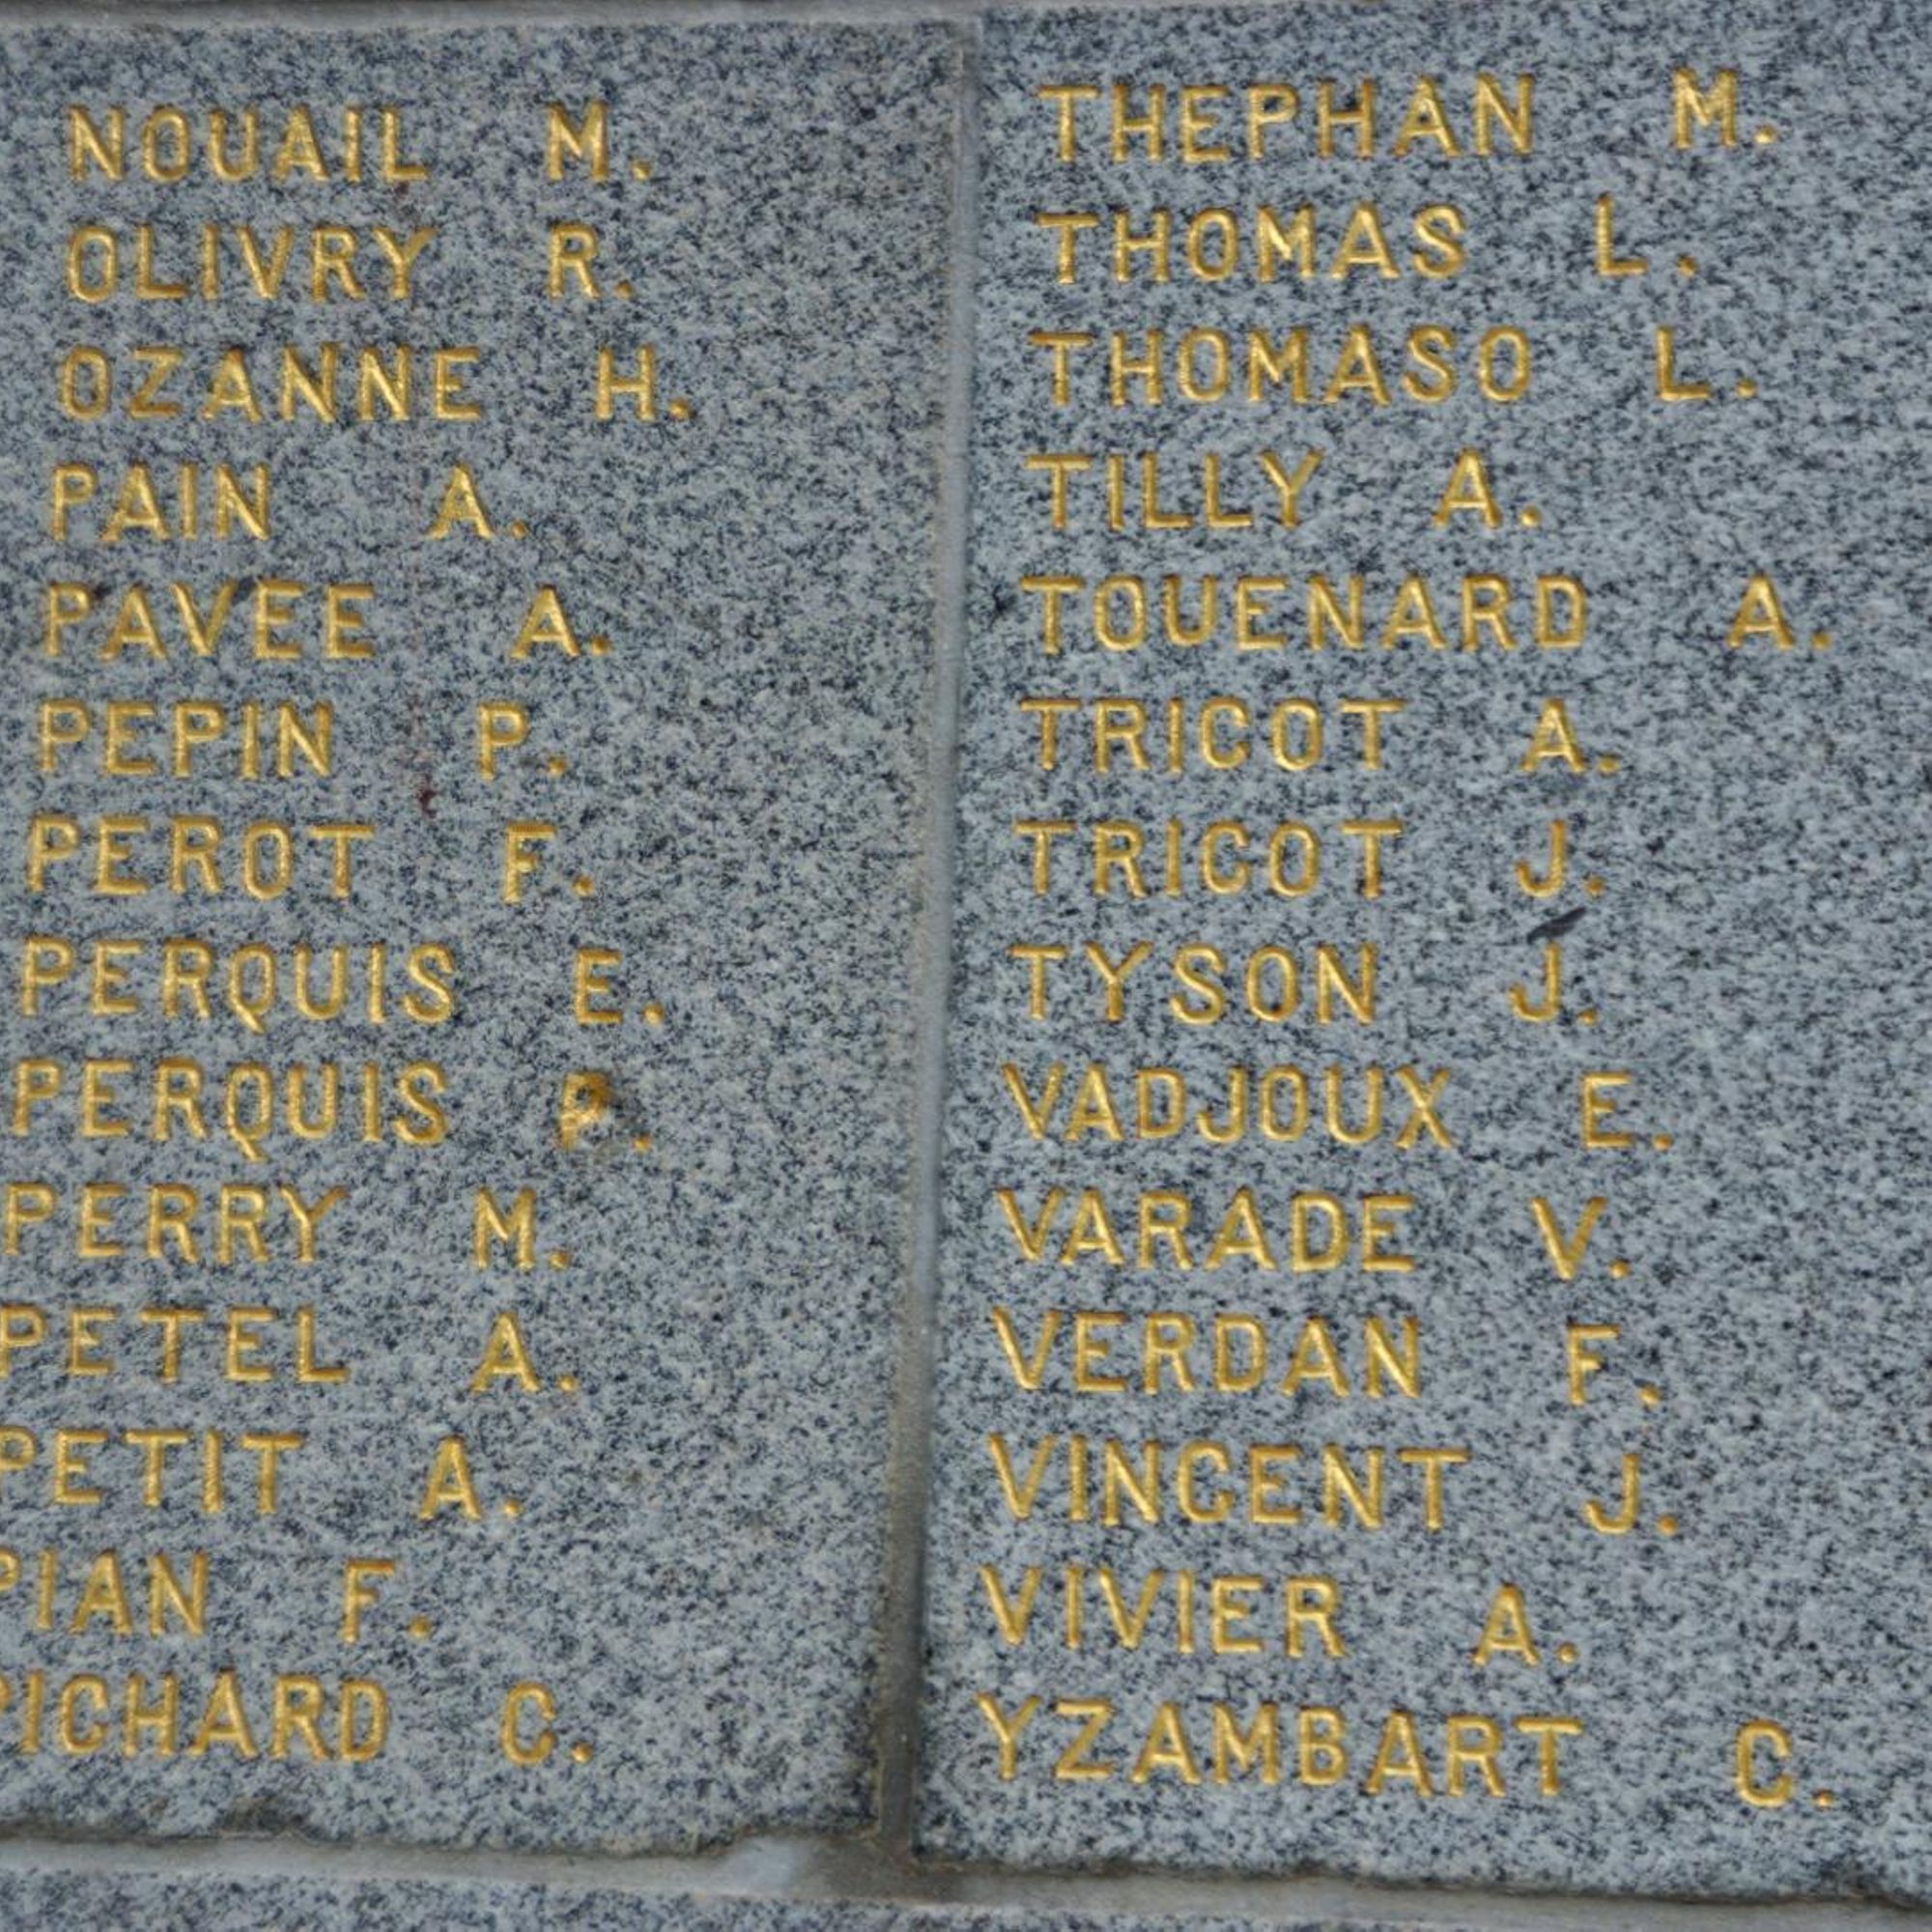 NOUAIL M.
OLIVRY R.
OZANNE H.
PAIN A.
PAVEE A.
PEPIN P.
PEROT F.
PERQUIS E.
PERQUIS P.
PERRY M.
PETEL A.
PETIT A.
PIAN F.
PICHARD C.
THEPHAN M.
THOMAS L.
THOMASO L.
TILLY A.
TOUENARD A.
TRICOT A.
TRICOT J.
TYSON J.
VADJOUX E.
VARADE V.
VERDAN F.
VINCENT J.
VIVIER A.
YZAMBART C.